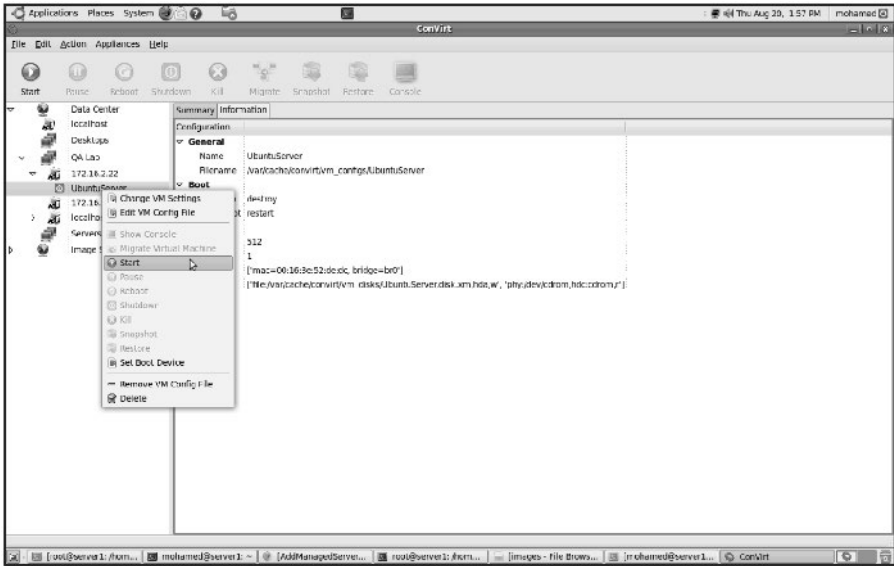 Applications Places System
Thu Aug 20, 1:57 PM mohamed
ConVirt
File Edit Action Appliances Help
Start Pause Reboot Shutdown Kill Migrate Snapshot Restore Console
Data Center
localhost
Desktops
QA Lab
172.16.2.22
UbuntuServer
172.16.
localho
Servers
Image S
Summary Information
Configuration
General
Name UbuntuServer
Filename /var/cache/convirt/vm_configs/UbuntuServer
Boot
destroy
ot restart
512
1
['mac=00:16:3e:52:de:dc, bridge=br0']
['file:/var/cache/convirt/vm_disks/UbuntuServer.disk.xm,hda,w', 'phy:/dev/cdrom,hdc:cdrom,r']
Change VM Settings
Edit VM Config File
Show Console
Migrate Virtual Machine
Start
Pause
Reboot
Shutdown
Kill
Snapshot
Restore
Set Boot Device
Remove VM Config File
Delete
[root@server1: /hom... mohamed@server1: ~ [AddManagedServer... root@server1: /hom... [images - File Brows... [mohamed@server1... ConVirt